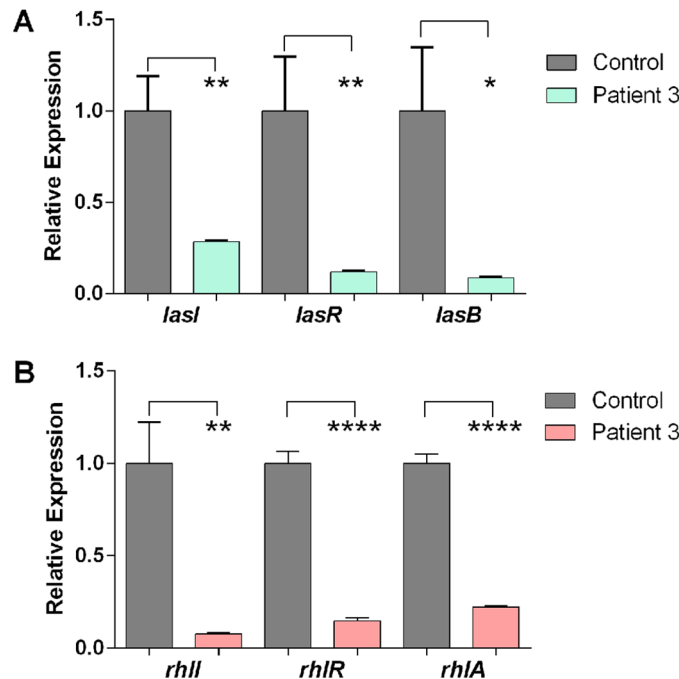 A
Relative Expression
1.5
1.0
0.5
0.0
** ** *
lasI lasR lasB
Control
Patient 3
B
Relative Expression
1.5
1.0
0.5
0.0
** **** ****
rhlI rhlR rhlA
Control
Patient 3